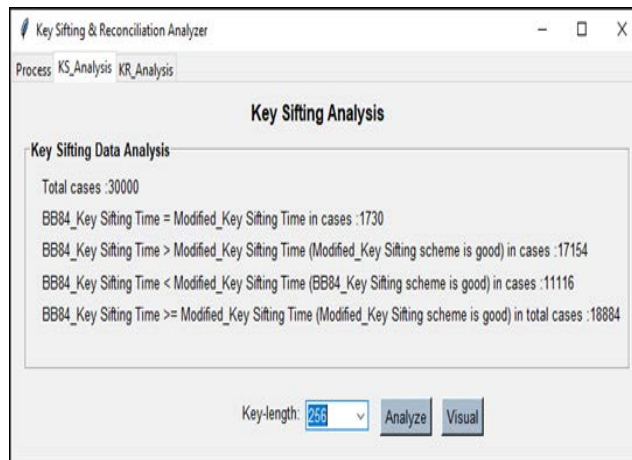 Key Sifting & Reconciliation Analyzer
Process KS_Analysis KR_Analysis
Key Sifting Analysis
Key Sifting Data Analysis
Total cases :30000
BB84_Key Sifting Time = Modified_Key Sifting Time in cases :1730
BB84_Key Sifting Time > Modified_Key Sifting Time (Modified_Key Sifting scheme is good) in cases :17154
BB84_Key Sifting Time < Modified_Key Sifting Time (BB84_Key Sifting scheme is good) in cases :11116
BB84_Key Sifting Time >= Modified_Key Sifting Time (Modified_Key Sifting scheme is good) in total cases :18884
Key-length: 256 Analyze Visual